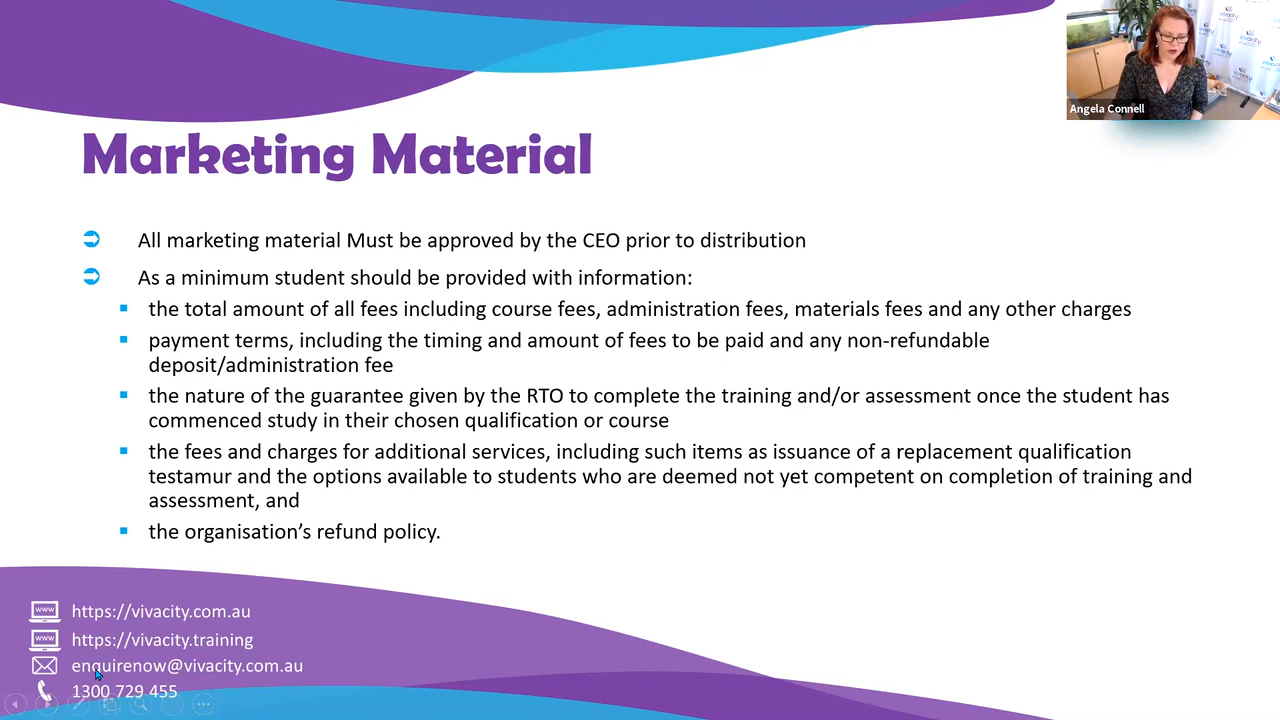 Angela Connell
Marketing Material
All marketing material Must be approved by the CEO prior to distribution
As a minimum student should be provided with information:
the total amount of all fees including course fees, administration fees, materials fees and any other charges
payment terms, including the timing and amount of fees to be paid and any non-refundable
deposit/administration fee
the nature of the guarantee given by the RTO to complete the training and/or assessment once the student has
commenced study in their chosen qualification or course
the fees and charges for additional services, including such items as issuance of a replacement qualification
testamur and the options available to students who are deemed not yet competent on completion of training and
assessment, and
the organisation’s refund policy.
www https://vivacity.com.au
www https://vivacity.training
enquirenow@vivacity.com.au
1300 729 455